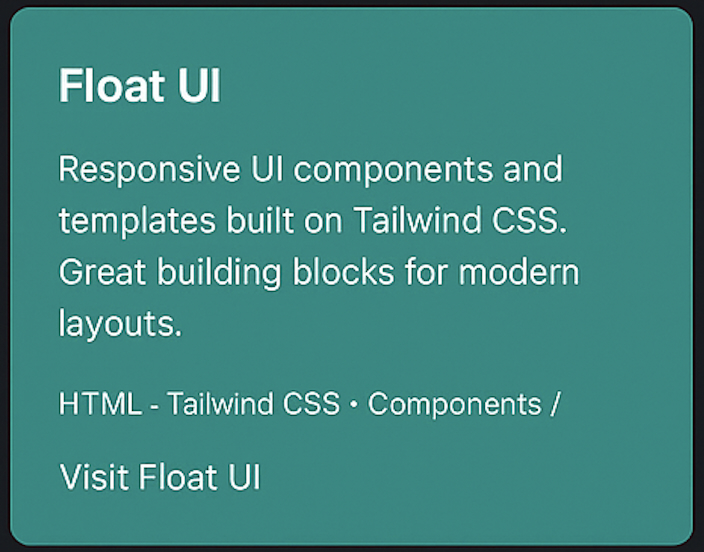 Float UI
Responsive UI components and
templates built on Tailwind CSS.
Great building blocks for modern
layouts.
HTML - Tailwind CSS • Components /
Visit Float UI